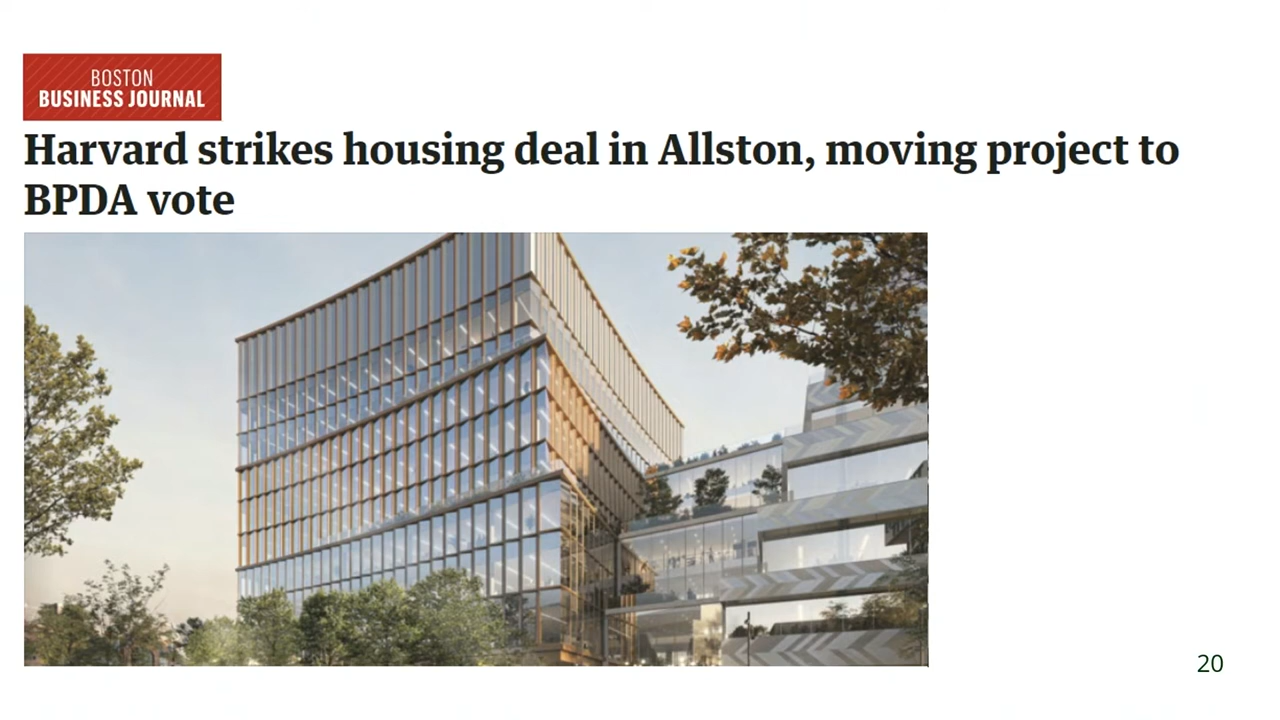 BOSTON
BUSINESS JOURNAL
Harvard strikes housing deal in Allston, moving project to
BPDA vote
20